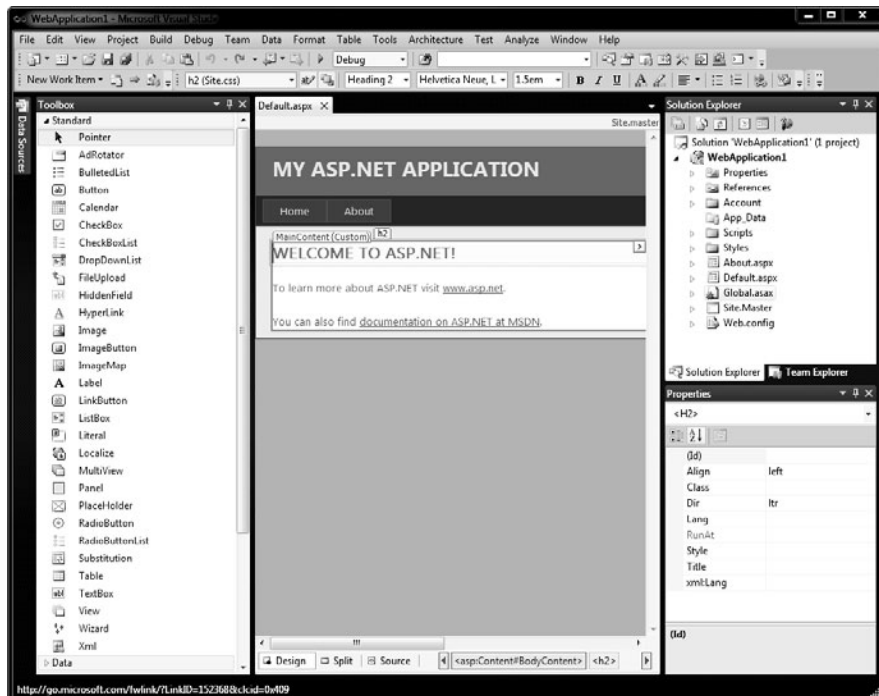 WebApplication1 - Microsoft Visual Studio
File Edit View Project Build Debug Team Data Format Table Tools Architecture Test Analyze Window Help
Debug
New Work Item h2 (Site.css) Heading 2 Helvetica Neue, L 1.5em B I U A
Data Sources
Toolbox
Standard
Pointer
AdRotator
BulletedList
Button
Calendar
CheckBox
CheckBoxList
DropDownList
FileUpload
HiddenField
HyperLink
Image
ImageButton
ImageMap
Label
LinkButton
ListBox
Literal
Localize
MultiView
Panel
PlaceHolder
RadioButton
RadioButtonList
Substitution
Table
TextBox
View
Wizard
Xml
Data
Default.aspx
Site.master
MY ASP.NET APPLICATION
Home About
MainContent (Custom) h2
WELCOME TO ASP.NET!
To learn more about ASP.NET visit www.asp.net.
You can also find documentation on ASP.NET at MSDN.
Design Split Source <asp:Content#BodyContent> <h2>
Solution Explorer
Solution 'WebApplication1' (1 project)
WebApplication1
Properties
References
Account
App_Data
Scripts
Styles
About.aspx
Default.aspx
Global.asax
Site.Master
Web.config
Solution Explorer Team Explorer
Properties
<H2>
(Id)
Align left
Class
Dir ltr
Lang
RunAt
Style
Title
xml:Lang
(Id)
http://go.microsoft.com/fwlink/?LinkID=152368&clcid=0x409